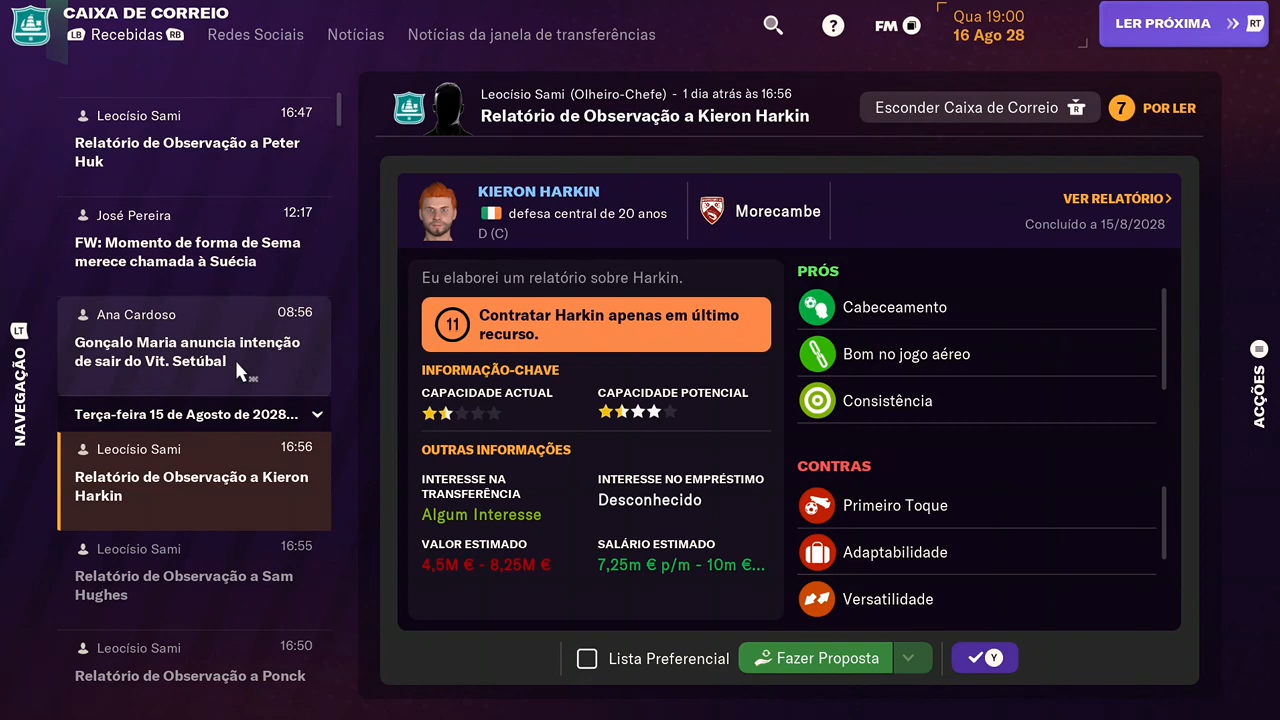 CAIXA DE CORREIO
LB Recebidas RB
Redes Sociais
Notícias
Notícias da janela de transferências
?
FM
Qua 19:00
16 Ago 28
LER PRÓXIMA
RT
Leocísio Sami 16:47
Relatório de Observação a Peter
Huk
José Pereira 12:17
FW: Momento de forma de Sema
merece chamada à Suécia
Ana Cardoso 08:56
Gonçalo Maria anuncia intenção
de sair do Vit. Setúbal
Terça-feira 15 de Agosto de 2028...
Leocísio Sami 16:56
Relatório de Observação a Kieron
Harkin
Leocísio Sami 16:55
Relatório de Observação a Sam
Hughes
Leocísio Sami 16:50
Relatório de Observação a Ponck
LT
NAVEGAÇÃO
Leocísio Sami (Olheiro-Chefe) - 1 dia atrás às 16:56
Relatório de Observação a Kieron Harkin
Esconder Caixa de Correio R
7 POR LER
KIERON HARKIN
defesa central de 20 anos
D (C)
Morecambe
VER RELATÓRIO
Concluído a 15/8/2028
Eu elaborei um relatório sobre Harkin.
11
Contratar Harkin apenas em último
recurso.
INFORMAÇÃO-CHAVE
CAPACIDADE ACTUAL
CAPACIDADE POTENCIAL
OUTRAS INFORMAÇÕES
INTERESSE NA
TRANSFERÊNCIA
Algum Interesse
INTERESSE NO EMPRÉSTIMO
Desconhecido
VALOR ESTIMADO
4,5M € - 8,25M €
SALÁRIO ESTIMADO
7,25m € p/m - 10m €...
PRÓS
Cabeceamento
Bom no jogo aéreo
Consistência
CONTRAS
Primeiro Toque
Adaptabilidade
Versatilidade
Lista Preferencial
Fazer Proposta
Y
ACÇÕES